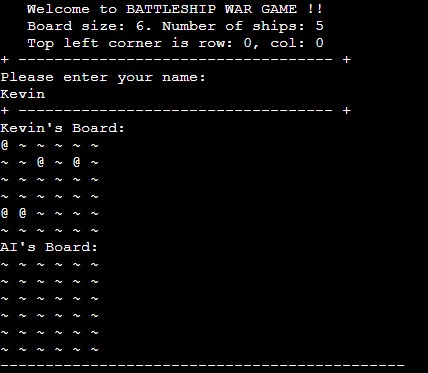 Welcome to BATTLESHIP WAR GAME !!
Board size: 6. Number of ships: 5
Top left corner is row: 0, col: 0
+ ----------------------------------- +
Please enter your name:
Kevin
+ ----------------------------------- +
Kevin's Board:
@ ~ ~ ~ ~ ~
~ ~ @ ~ @ ~
~ ~ ~ ~ ~ ~
~ ~ ~ ~ ~ ~
@ @ ~ ~ ~ ~
~ ~ ~ ~ ~ ~
AI's Board:
~ ~ ~ ~ ~ ~
~ ~ ~ ~ ~ ~
~ ~ ~ ~ ~ ~
~ ~ ~ ~ ~ ~
~ ~ ~ ~ ~ ~
~ ~ ~ ~ ~ ~
---------------------------------------------